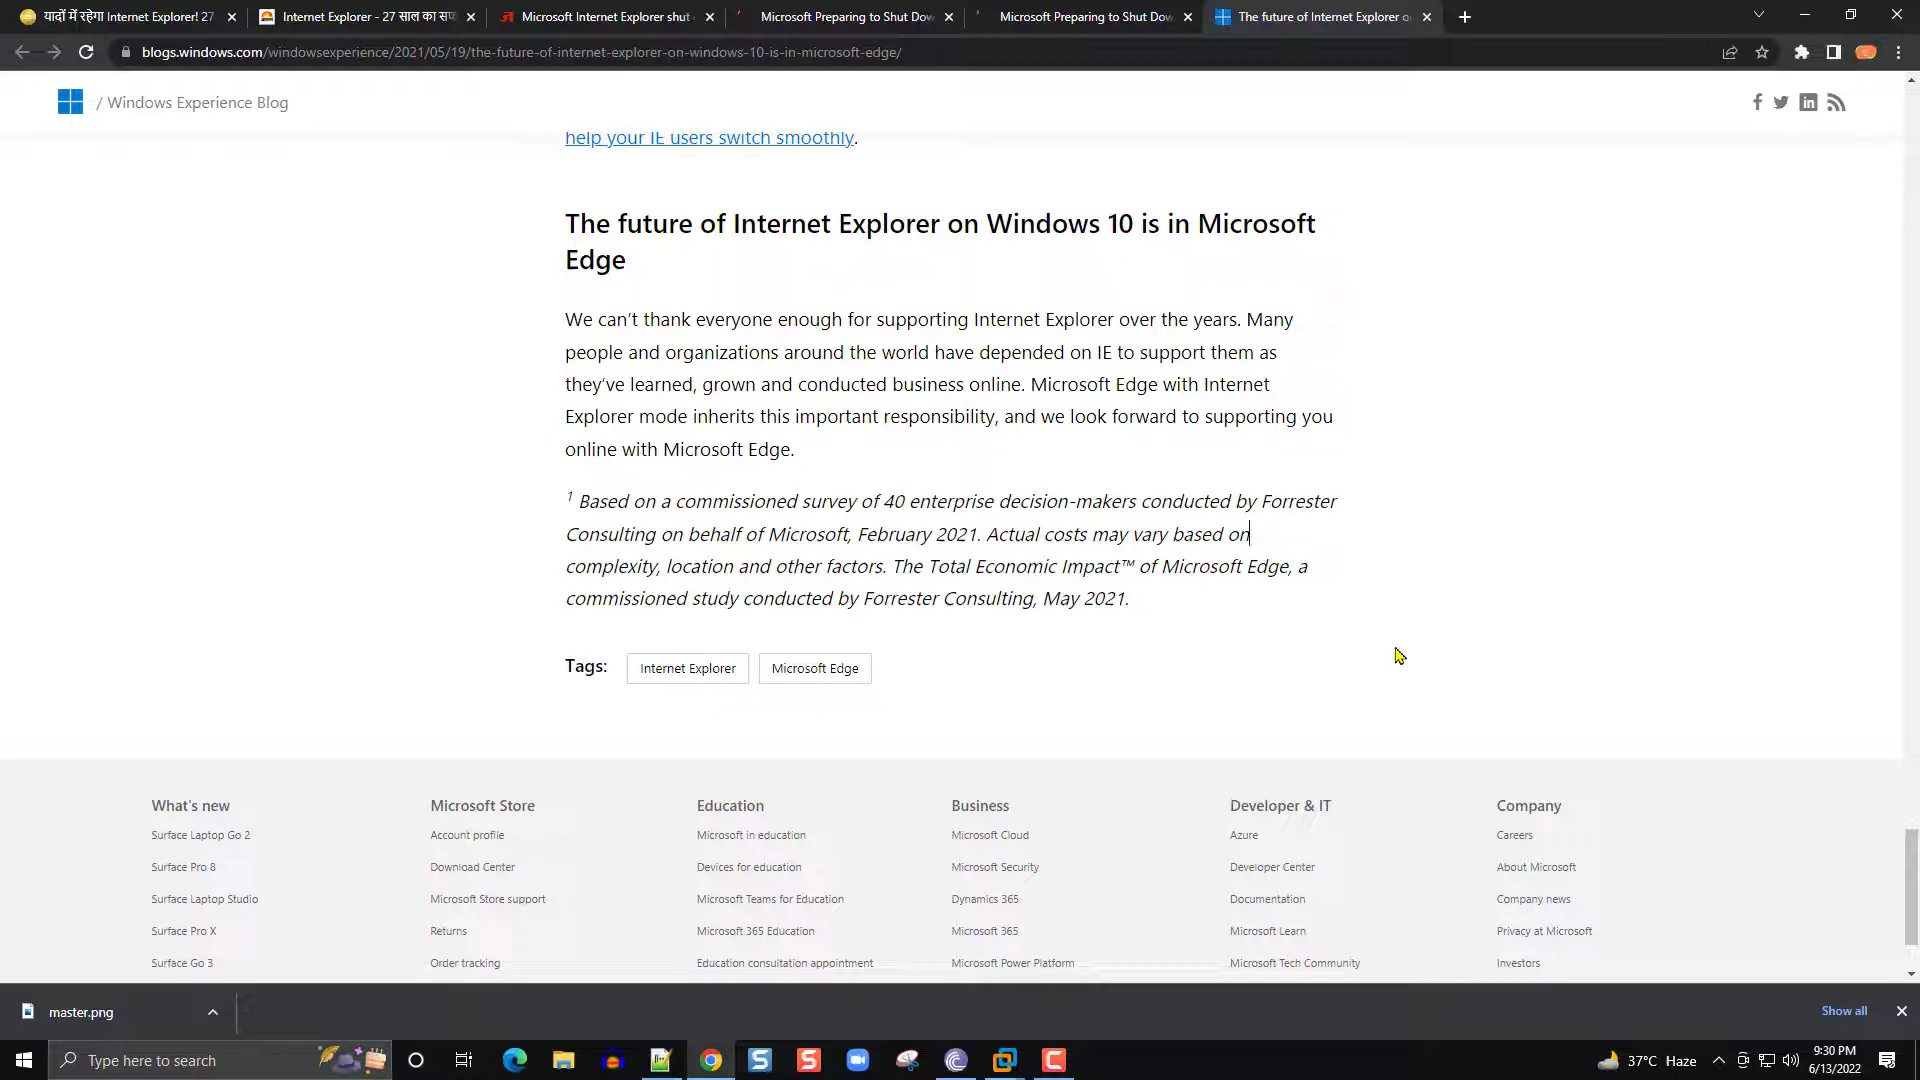 यादों में रहेगा Internet Explorer! 27
Internet Explorer - 27 साल का सफ
Microsoft Internet Explorer shut
Microsoft Preparing to Shut Dow
Microsoft Preparing to Shut Dow
The future of Internet Explorer o
blogs.windows.com/windowsexperience/2021/05/19/the-future-of-internet-explorer-on-windows-10-is-in-microsoft-edge/
/ Windows Experience Blog
help your IE users switch smoothly.
The future of Internet Explorer on Windows 10 is in Microsoft
Edge
We can’t thank everyone enough for supporting Internet Explorer over the years. Many
people and organizations around the world have depended on IE to support them as
they’ve learned, grown and conducted business online. Microsoft Edge with Internet
Explorer mode inherits this important responsibility, and we look forward to supporting you
online with Microsoft Edge.
1 Based on a commissioned survey of 40 enterprise decision-makers conducted by Forrester
Consulting on behalf of Microsoft, February 2021. Actual costs may vary based on
complexity, location and other factors. The Total Economic Impact™ of Microsoft Edge, a
commissioned study conducted by Forrester Consulting, May 2021.
Tags: Internet Explorer Microsoft Edge
What's new Microsoft Store Education Business Developer & IT Company
Surface Laptop Go 2 Account profile Microsoft in education Microsoft Cloud Azure Careers
Surface Pro 8 Download Center Devices for education Microsoft Security Developer Center About Microsoft
Surface Laptop Studio Microsoft Store support Microsoft Teams for Education Dynamics 365 Documentation Company news
Surface Pro X Returns Microsoft 365 Education Microsoft 365 Microsoft Learn Privacy at Microsoft
Surface Go 3 Order tracking Education consultation appointment Microsoft Power Platform Microsoft Tech Community Investors
master.png
Show all
Type here to search
37°C Haze
9:30 PM
6/13/2022